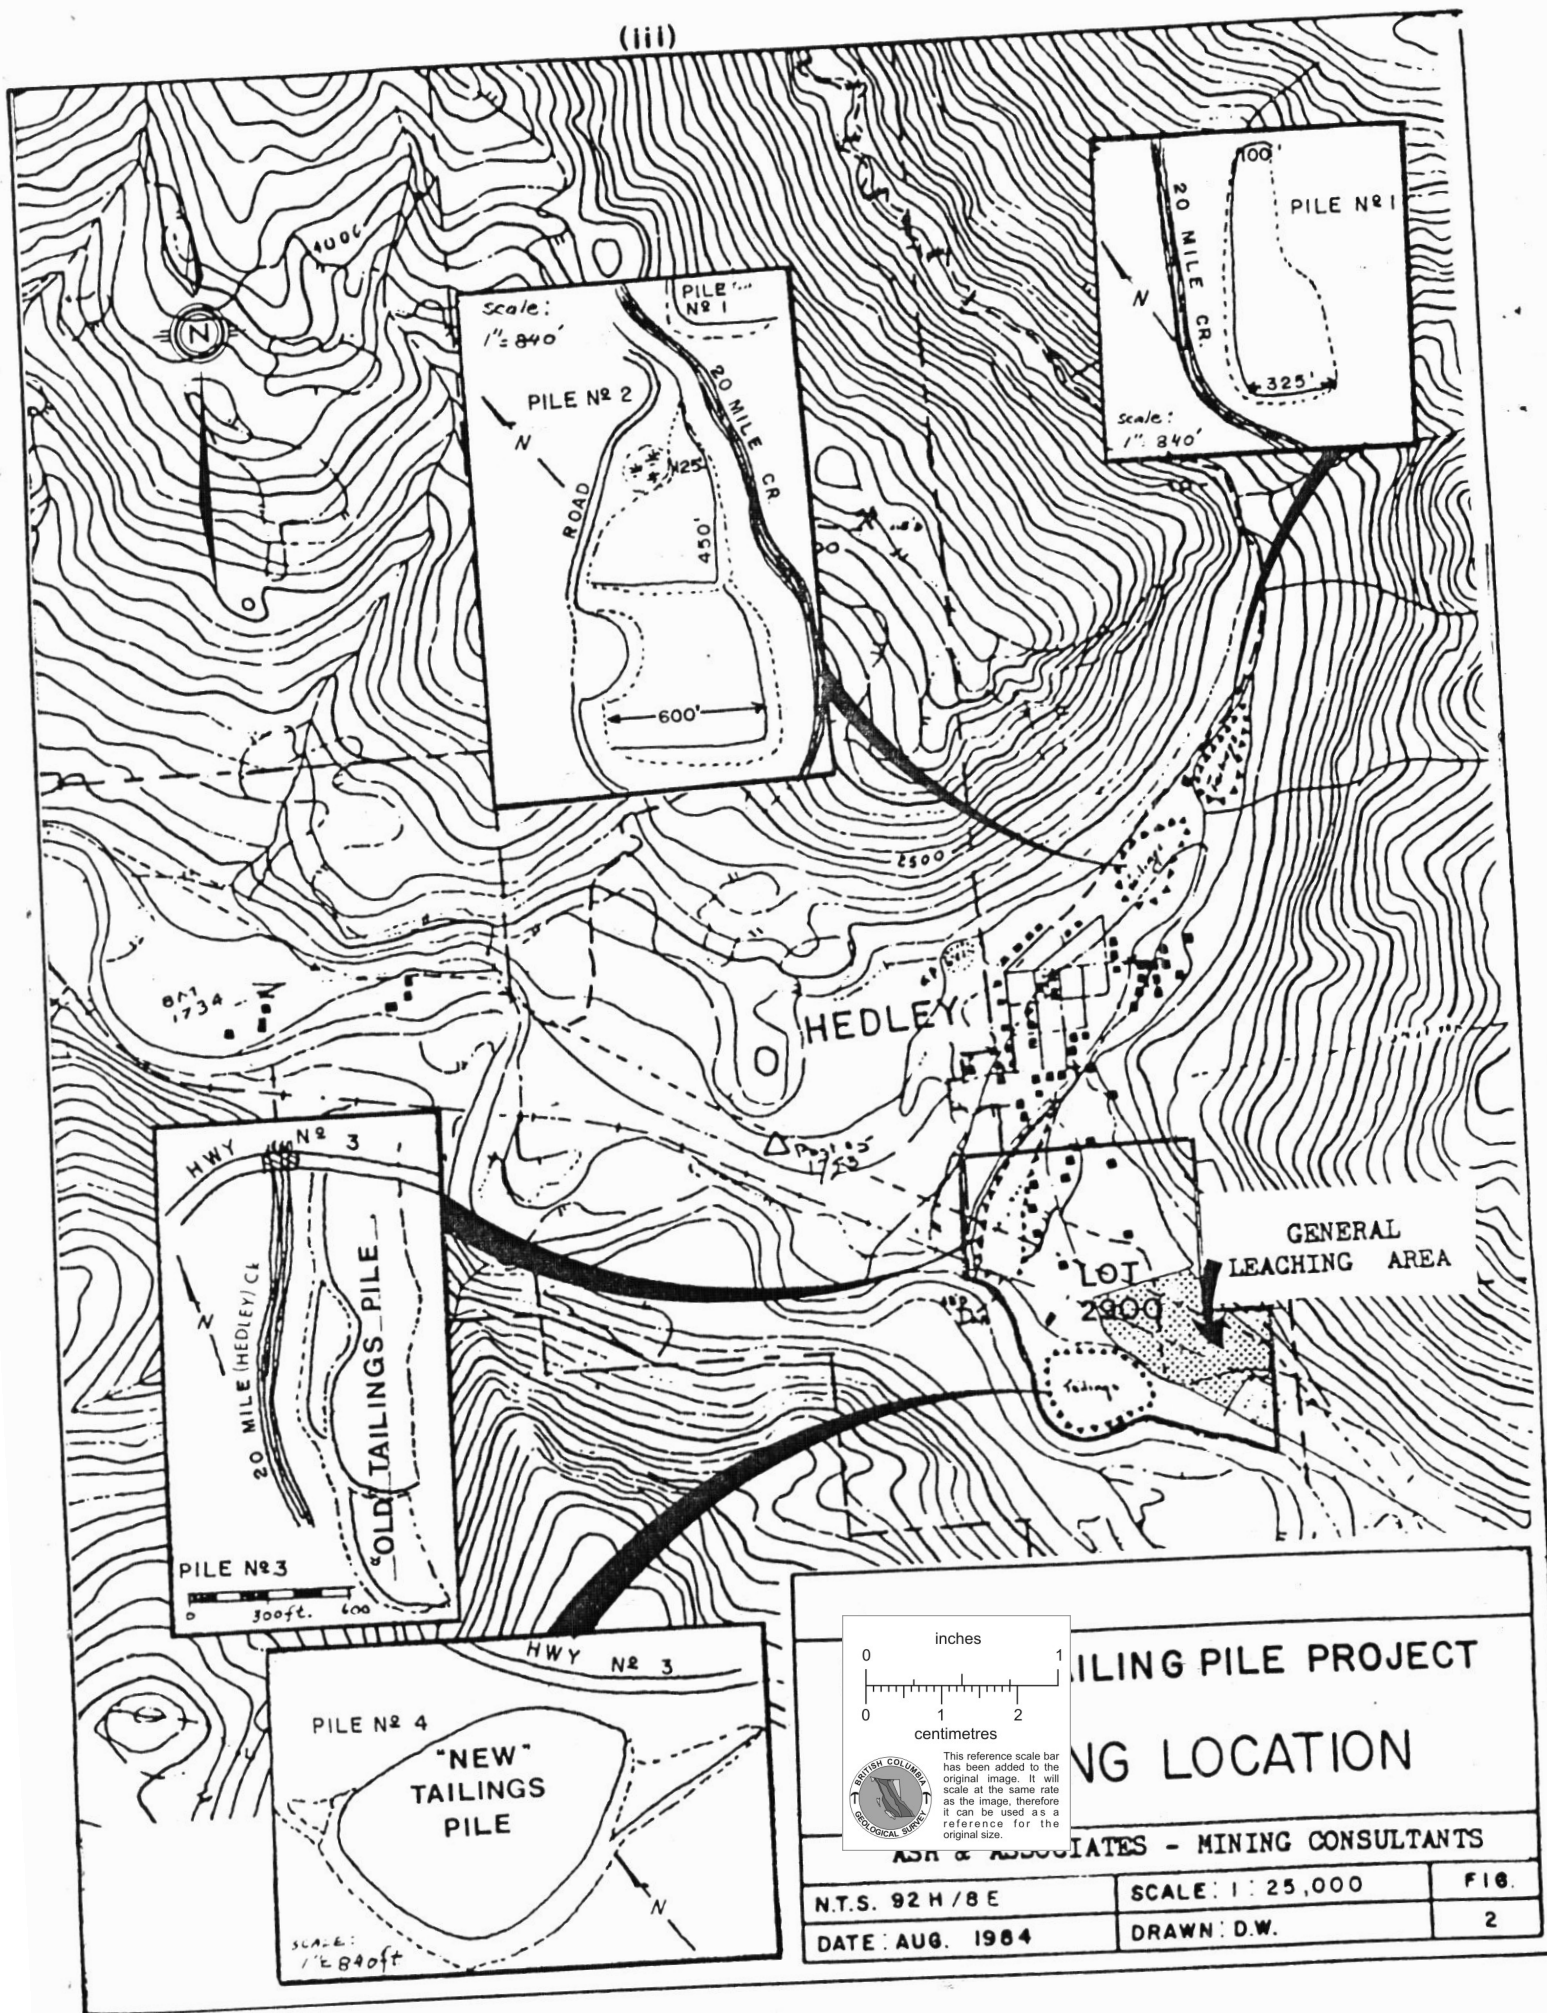 (iii)
4000
N
scale:
1"=840'
PILE
Nº 1
PILE Nº 2
N
ROAD
20 MILE CR.
125'
450'
600'
100'
PILE Nº 1
20 MILE CR.
N
325'
scale:
1"=840'
2500
BM
1734
HEDLEY
1753
HWY Nº 3
20 MILE (HEDLEY) Ck
N
"OLD" TAILINGS PILE
PILE Nº 3
0 300ft. 600
LOT
2900
GENERAL
LEACHING AREA
Tailings
HWY Nº 3
PILE Nº 4
"NEW"
TAILINGS
PILE
N
SCALE:
1"=840ft
AILING PILE PROJECT
NG LOCATION
ASH & ASSOCIATES - MINING CONSULTANTS
N.T.S. 92 H / 8 E
SCALE: 1 : 25,000
FIG.
2
DATE: AUG. 1984
DRAWN: D.W.
inches
0 1
0 1 2
centimetres
BRITISH COLUMBIA
GEOLOGICAL SURVEY
This reference scale bar
has been added to the
original image. It will
scale at the same rate
as the image, therefore
it can be used as a
reference for the
original size.